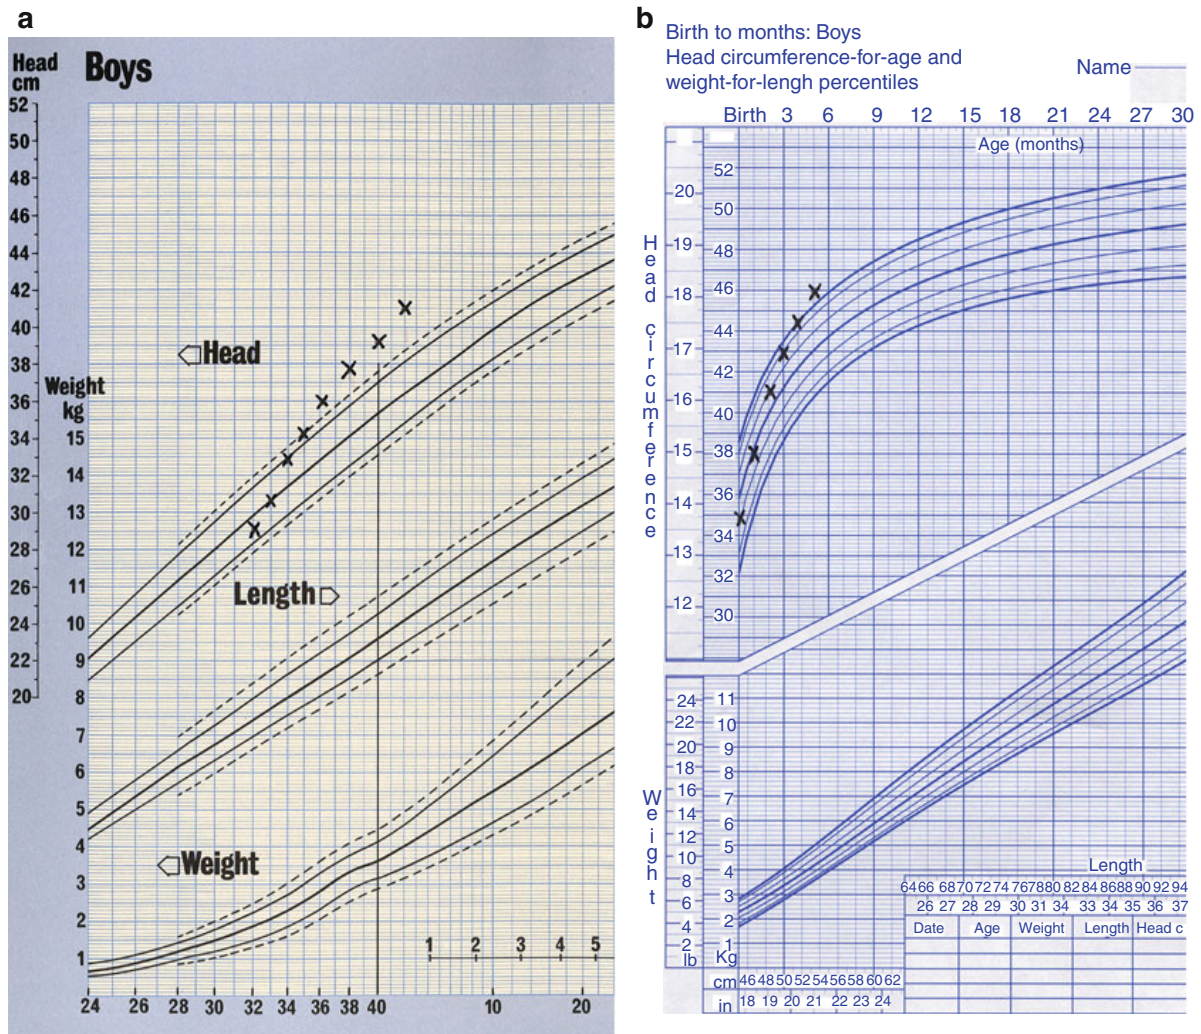 a
Head
cm
Boys
52
50
48
46
44
42
40
38
36
34
32
30
28
26
24
22
20
Weight
kg
15
14
13
12
11
10
9
8
7
6
5
4
3
2
1
Head
Length
Weight
1 2 3 4 5
24 26 28 30 32 34 36 38 40 10 20
b
Birth to months: Boys
Head circumference-for-age and
weight-for-lengh percentiles
Name
Birth 3 6 9 12 15 18 21 24 27 30
Age (months)
Head circumference
20
19
18
17
16
15
14
13
12
52
50
48
46
44
42
40
38
36
34
32
30
Weight
24
22
20
18
16
14
12
10
8
6
4
2
lb
11
10
9
8
7
6
5
4
3
2
1
Kg
Length
64 66 68 70 72 74 76 78 80 82 84 86 88 90 92 94
26 27 28 29 30 31 34 33 34 35 36 37
Date Age Weight Length Head c
cm 46 48 50 52 54 56 58 60 62
in 18 19 20 21 22 23 24